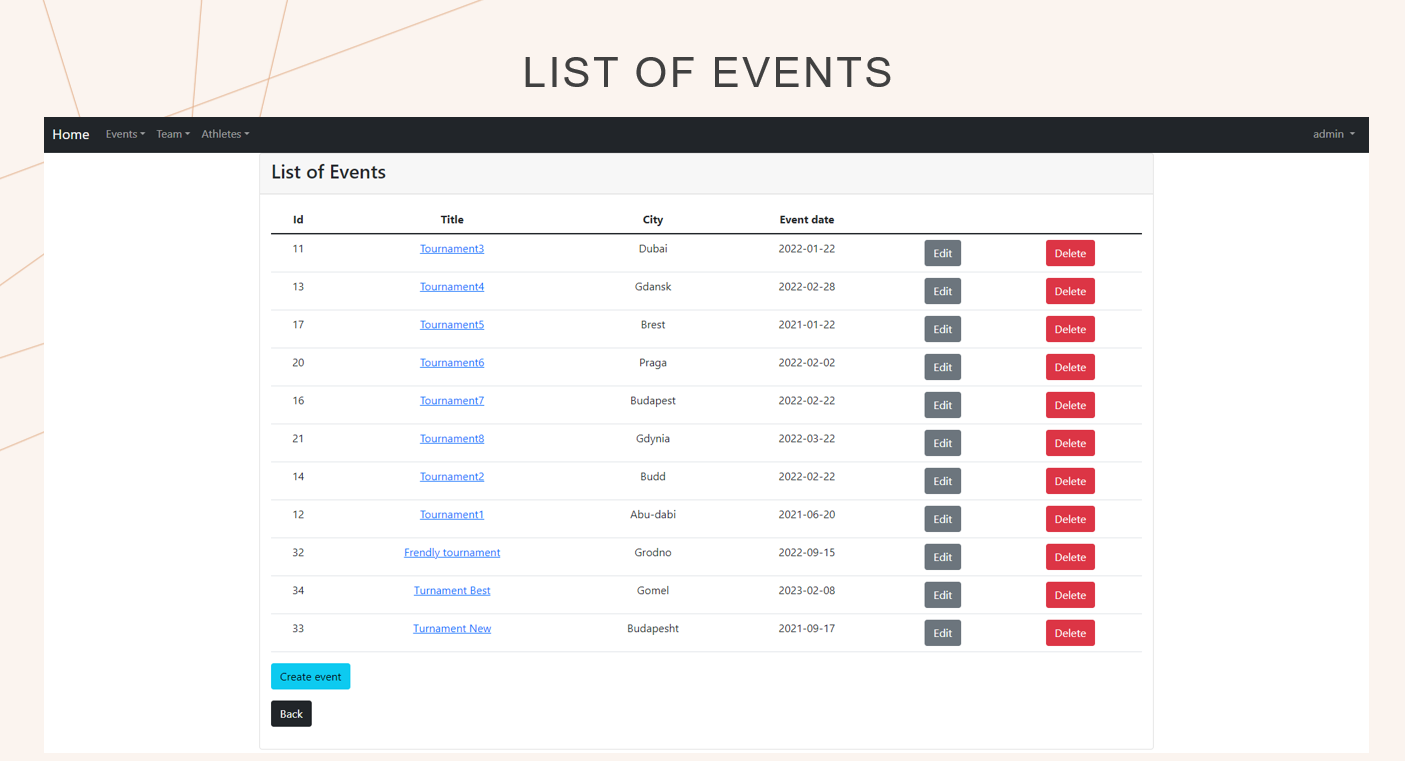 LIST OF EVENTS
Home Events Team Athletes admin
List of Events
Id Title City Event date
11 Tournament3 Dubai 2022-01-22 Edit Delete
13 Tournament4 Gdansk 2022-02-28 Edit Delete
17 Tournament5 Brest 2021-01-22 Edit Delete
20 Tournament6 Praga 2022-02-02 Edit Delete
16 Tournament7 Budapest 2022-02-22 Edit Delete
21 Tournament8 Gdynia 2022-03-22 Edit Delete
14 Tournament2 Budd 2022-02-22 Edit Delete
12 Tournament1 Abu-dabi 2021-06-20 Edit Delete
32 Frendly tournament Grodno 2022-09-15 Edit Delete
34 Turnament Best Gomel 2023-02-08 Edit Delete
33 Turnament New Budapesht 2021-09-17 Edit Delete
Create event
Back